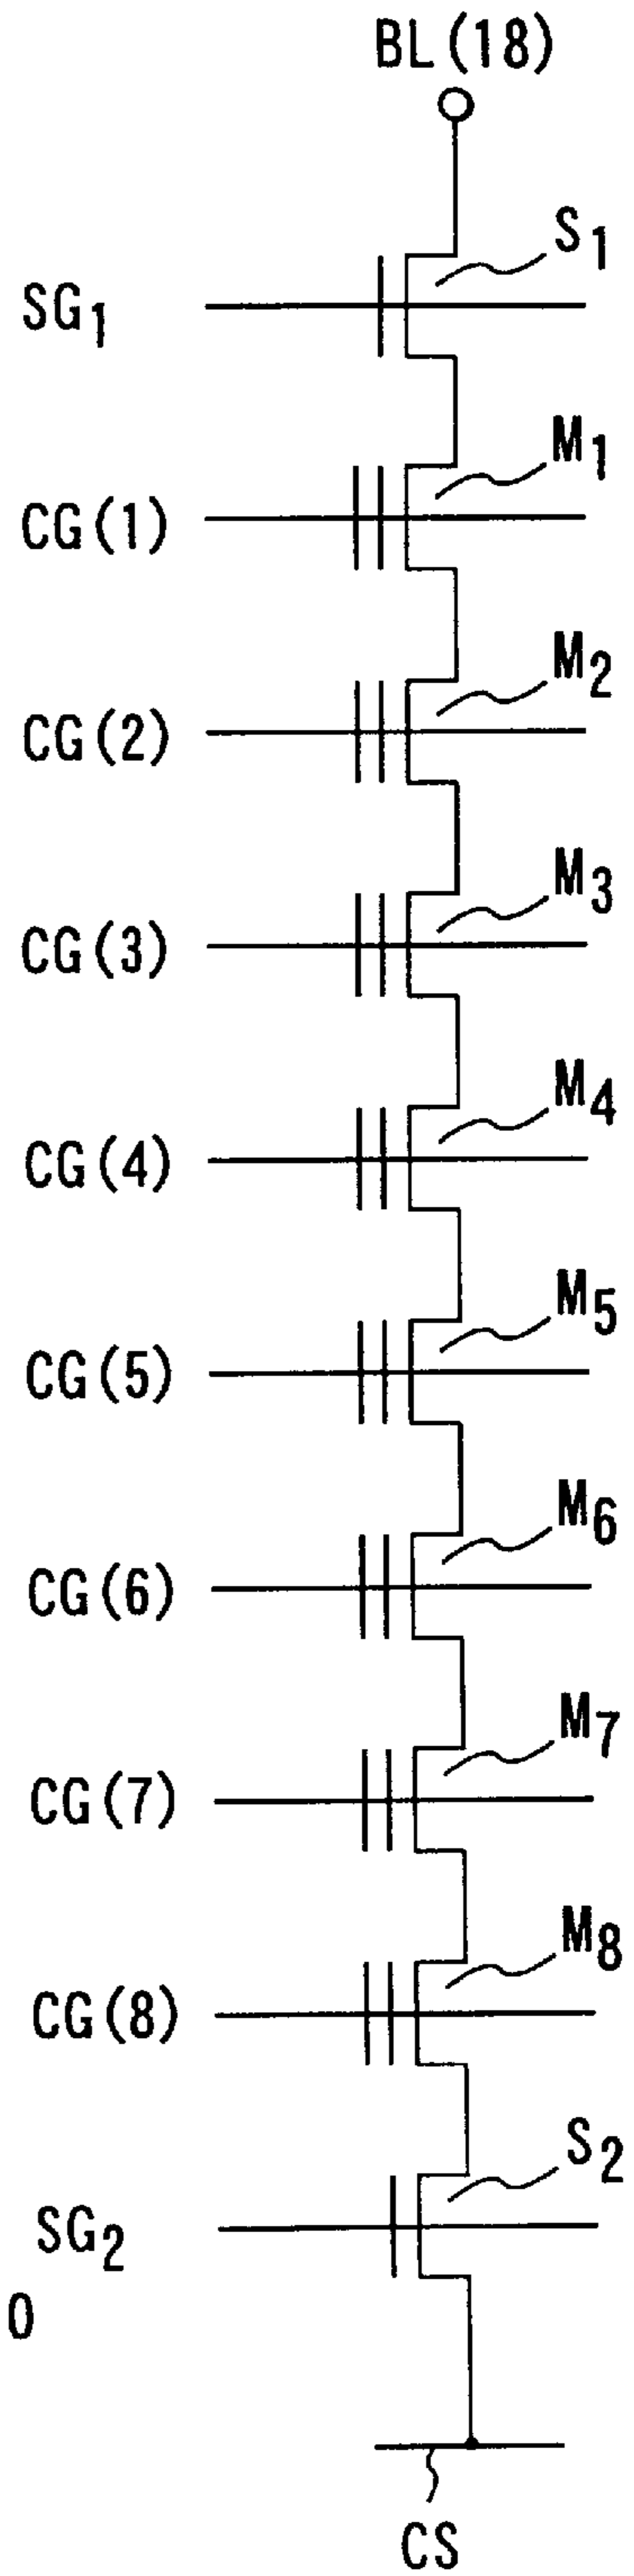 BL(18)
S1
SG1
M1
CG(1)
M2
CG(2)
M3
CG(3)
M4
CG(4)
M5
CG(5)
M6
CG(6)
M7
CG(7)
M8
CG(8)
S2
SG2
0
CS